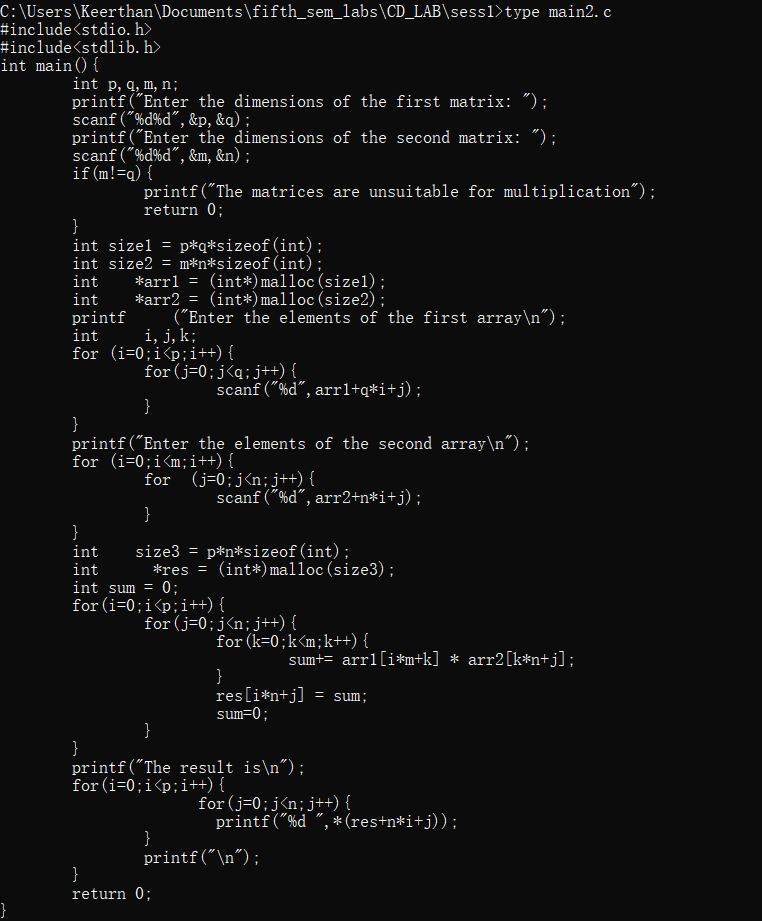 C:\Users\Keerthan\Documents\fifth_sem_labs\CD_LAB\sess1>type main2.c
#include<stdio.h>
#include<stdlib.h>
int main(){
        int p,q,m,n;
        printf("Enter the dimensions of the first matrix: ");
        scanf("%d%d",&p,&q);
        printf("Enter the dimensions of the second matrix: ");
        scanf("%d%d",&m,&n);
        if(m!=q){
                printf("The matrices are unsuitable for multiplication");
                return 0;
        }
        int size1 = p*q*sizeof(int);
        int size2 = m*n*sizeof(int);
        int    *arr1 = (int*)malloc(size1);
        int    *arr2 = (int*)malloc(size2);
        printf     ("Enter the elements of the first array\n");
        int     i,j,k;
        for (i=0;i<p;i++){
                for(j=0;j<q;j++){
                        scanf("%d",arr1+q*i+j);
                }
        }
        printf("Enter the elements of the second array\n");
        for (i=0;i<m;i++){
                for  (j=0;j<n;j++){
                        scanf("%d",arr2+n*i+j);
                }
        }
        int    size3 = p*n*sizeof(int);
        int      *res = (int*)malloc(size3);
        int sum = 0;
        for(i=0;i<p;i++){
                for(j=0;j<n;j++){
                        for(k=0;k<m;k++){
                                sum+= arr1[i*m+k] * arr2[k*n+j];
                        }
                        res[i*n+j] = sum;
                        sum=0;
                }
        }
        printf("The result is\n");
        for(i=0;i<p;i++){
                      for(j=0;j<n;j++){
                        printf("%d ",*(res+n*i+j));
                }
                printf("\n");
        }
        return 0;
}